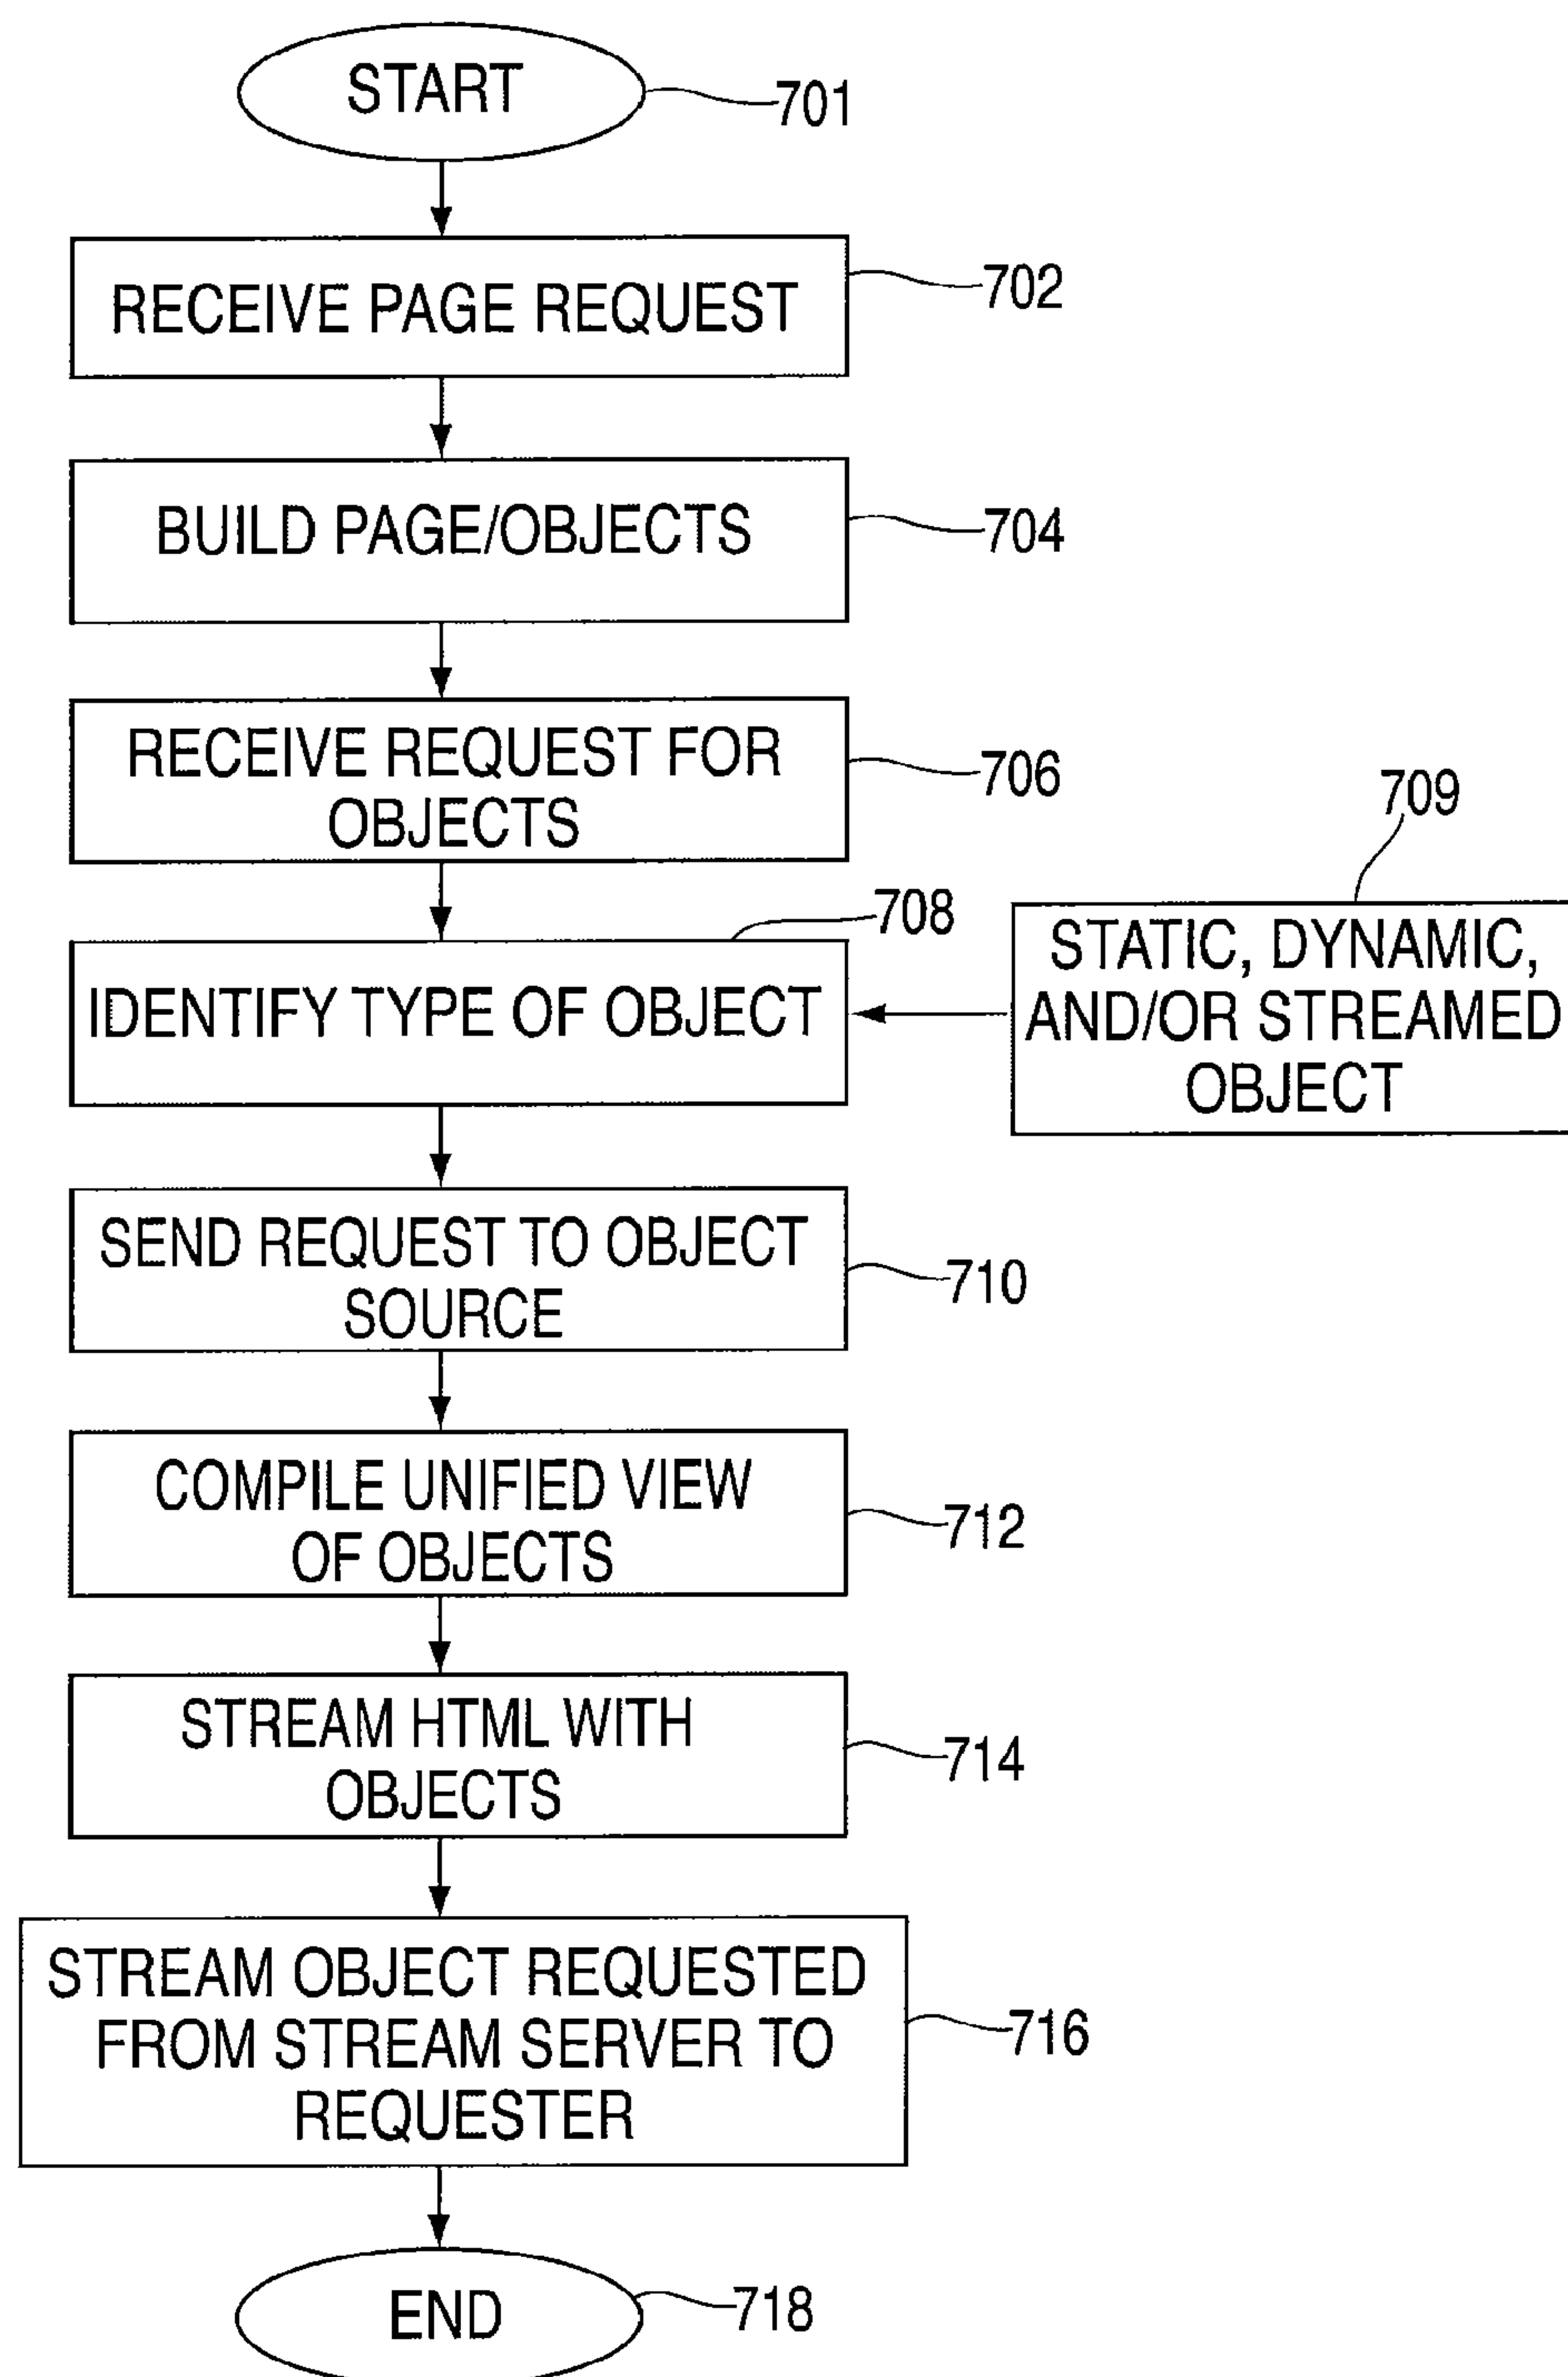 START
701
RECEIVE PAGE REQUEST
702
BUILD PAGE/OBJECTS
704
RECEIVE REQUEST FOR
OBJECTS
706
709
708
IDENTIFY TYPE OF OBJECT
STATIC, DYNAMIC,
AND/OR STREAMED
OBJECT
SEND REQUEST TO OBJECT
SOURCE
710
COMPILE UNIFIED VIEW
OF OBJECTS
712
STREAM HTML WITH
OBJECTS
714
STREAM OBJECT REQUESTED
FROM STREAM SERVER TO
REQUESTER
716
END
718